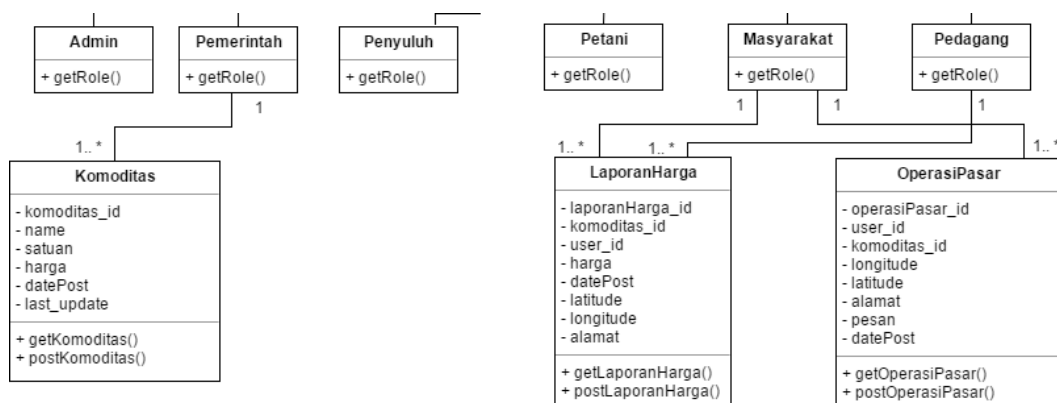 Admin
+ getRole()
Pemerintah
+ getRole()
Penyuluh
+ getRole()
Petani
+ getRole()
Masyarakat
+ getRole()
Pedagang
+ getRole()
1
1
1
1
1.. *
1.. *
1.. *
1.. *
Komoditas
- komoditas_id
- name
- satuan
- harga
- datePost
- last_update
+ getKomoditas()
+ postKomoditas()
LaporanHarga
- laporanHarga_id
- komoditas_id
- user_id
- harga
- datePost
- latitude
- longitude
- alamat
+ getLaporanHarga()
+ postLaporanHarga()
OperasiPasar
- operasiPasar_id
- user_id
- komoditas_id
- longitude
- latitude
- alamat
- pesan
- datePost
+ getOperasiPasar()
+ postOperasiPasar()